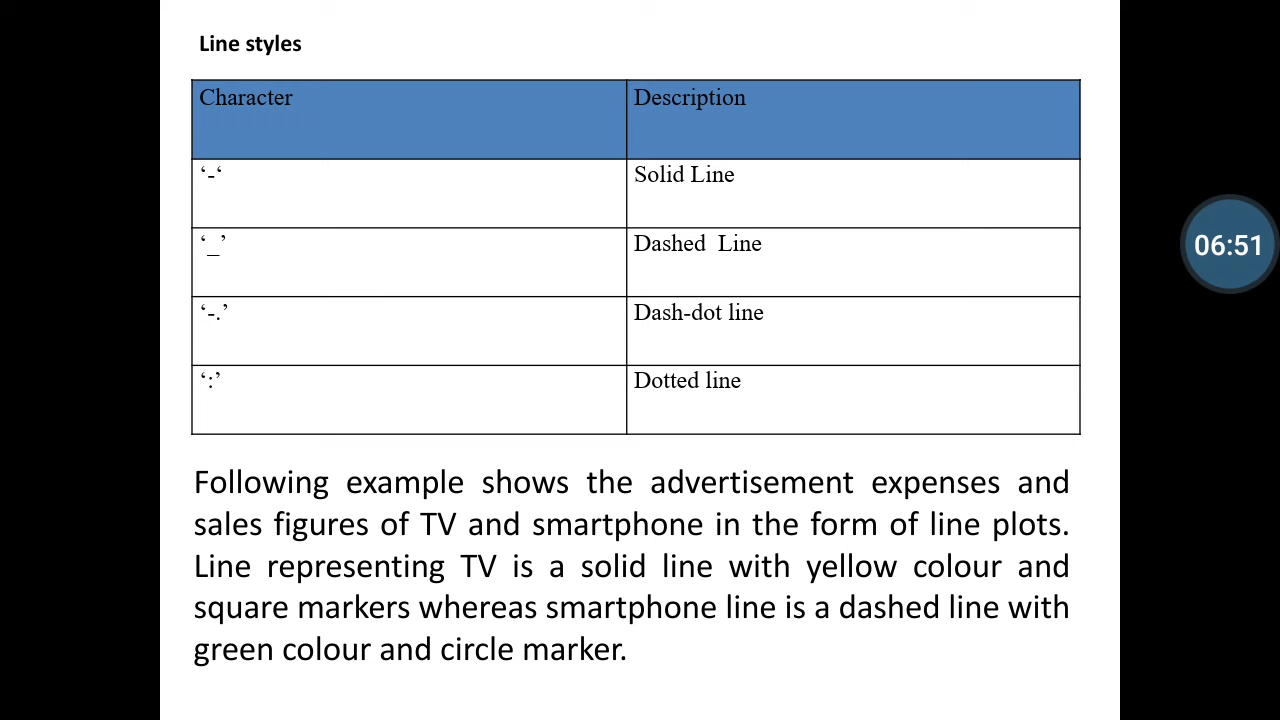 Line styles
Character Description
‘-‘ Solid Line
‘_’ Dashed  Line
‘-.’ Dash-dot line
‘:’ Dotted line
06:51
Following example shows the advertisement expenses and
sales figures of TV and smartphone in the form of line plots.
Line representing TV is a solid line with yellow colour and
square markers whereas smartphone line is a dashed line with
green colour and circle marker.